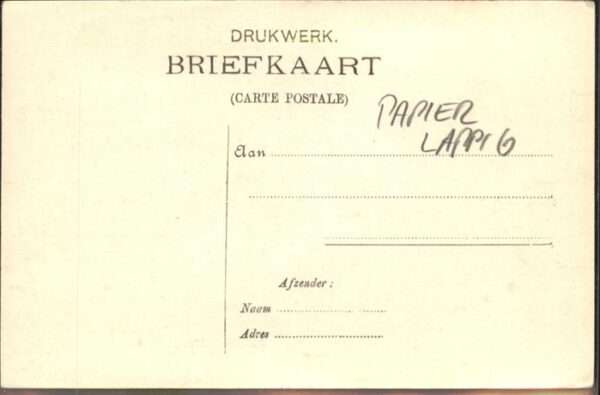 DRUKWERK.
BRIEFKAART
(CARTE POSTALE)
PAPIER
LAPPIG
Aan
Afzender:
Naam
Adres